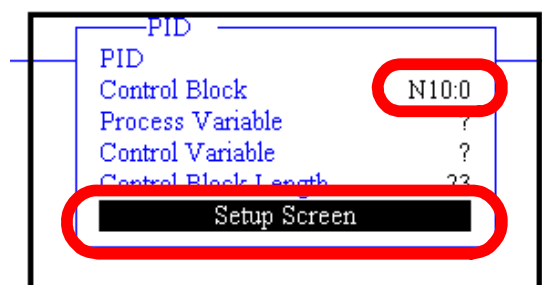 PID
PID
Control Block N10:0
Process Variable ?
Control Variable ?
Control Block Length 23
Setup Screen